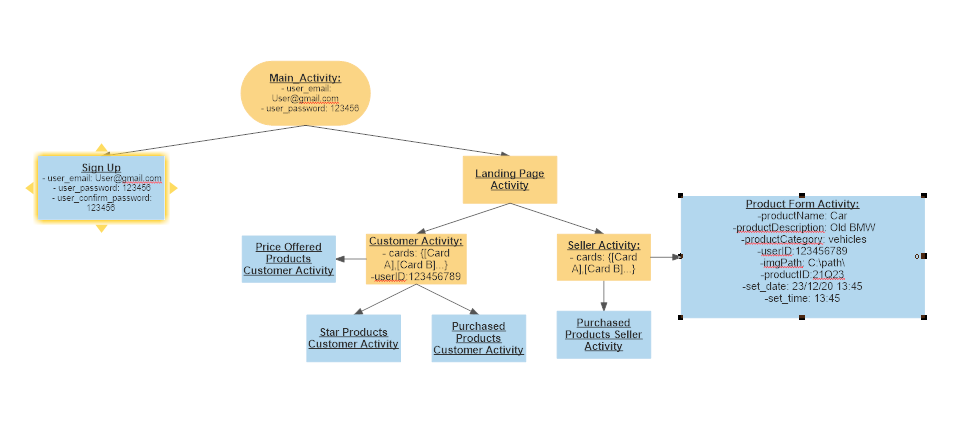 Main_Activity:
- user_email:
User@gmail.com
- user_password: 123456
Sign Up
- user_email: User@gmail.com
- user_password: 123456
- user_confirm_password:
123456
Landing Page
Activity
Product Form Activity:
-productName: Car
-productDescription: Old BMW
-productCategory: vehicles
-userID:123456789
-imgPath: C:\path\
-productID:21Q23
-set_date: 23/12/20 13:45
-set_time: 13:45
Price Offered
Products
Customer Activity
Customer Activity:
- cards: {[Card
A],[Card B]...}
-userID:123456789
Seller Activity:
- cards: {[Card
A],[Card B]...}
Star Products
Customer Activity
Purchased
Products
Customer Activity
Purchased
Products Seller
Activity